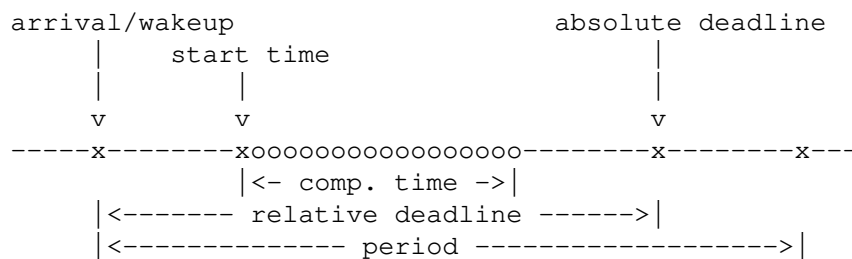 arrival/wakeup                    absolute deadline
     |    start time                    |
     |        |                         |
     v        v                         v
-----x--------xooooooooooooooooo--------x--------x---
              |<- comp. time ->|
     |<------- relative deadline ------>|
     |<-------------- period ------------------->|